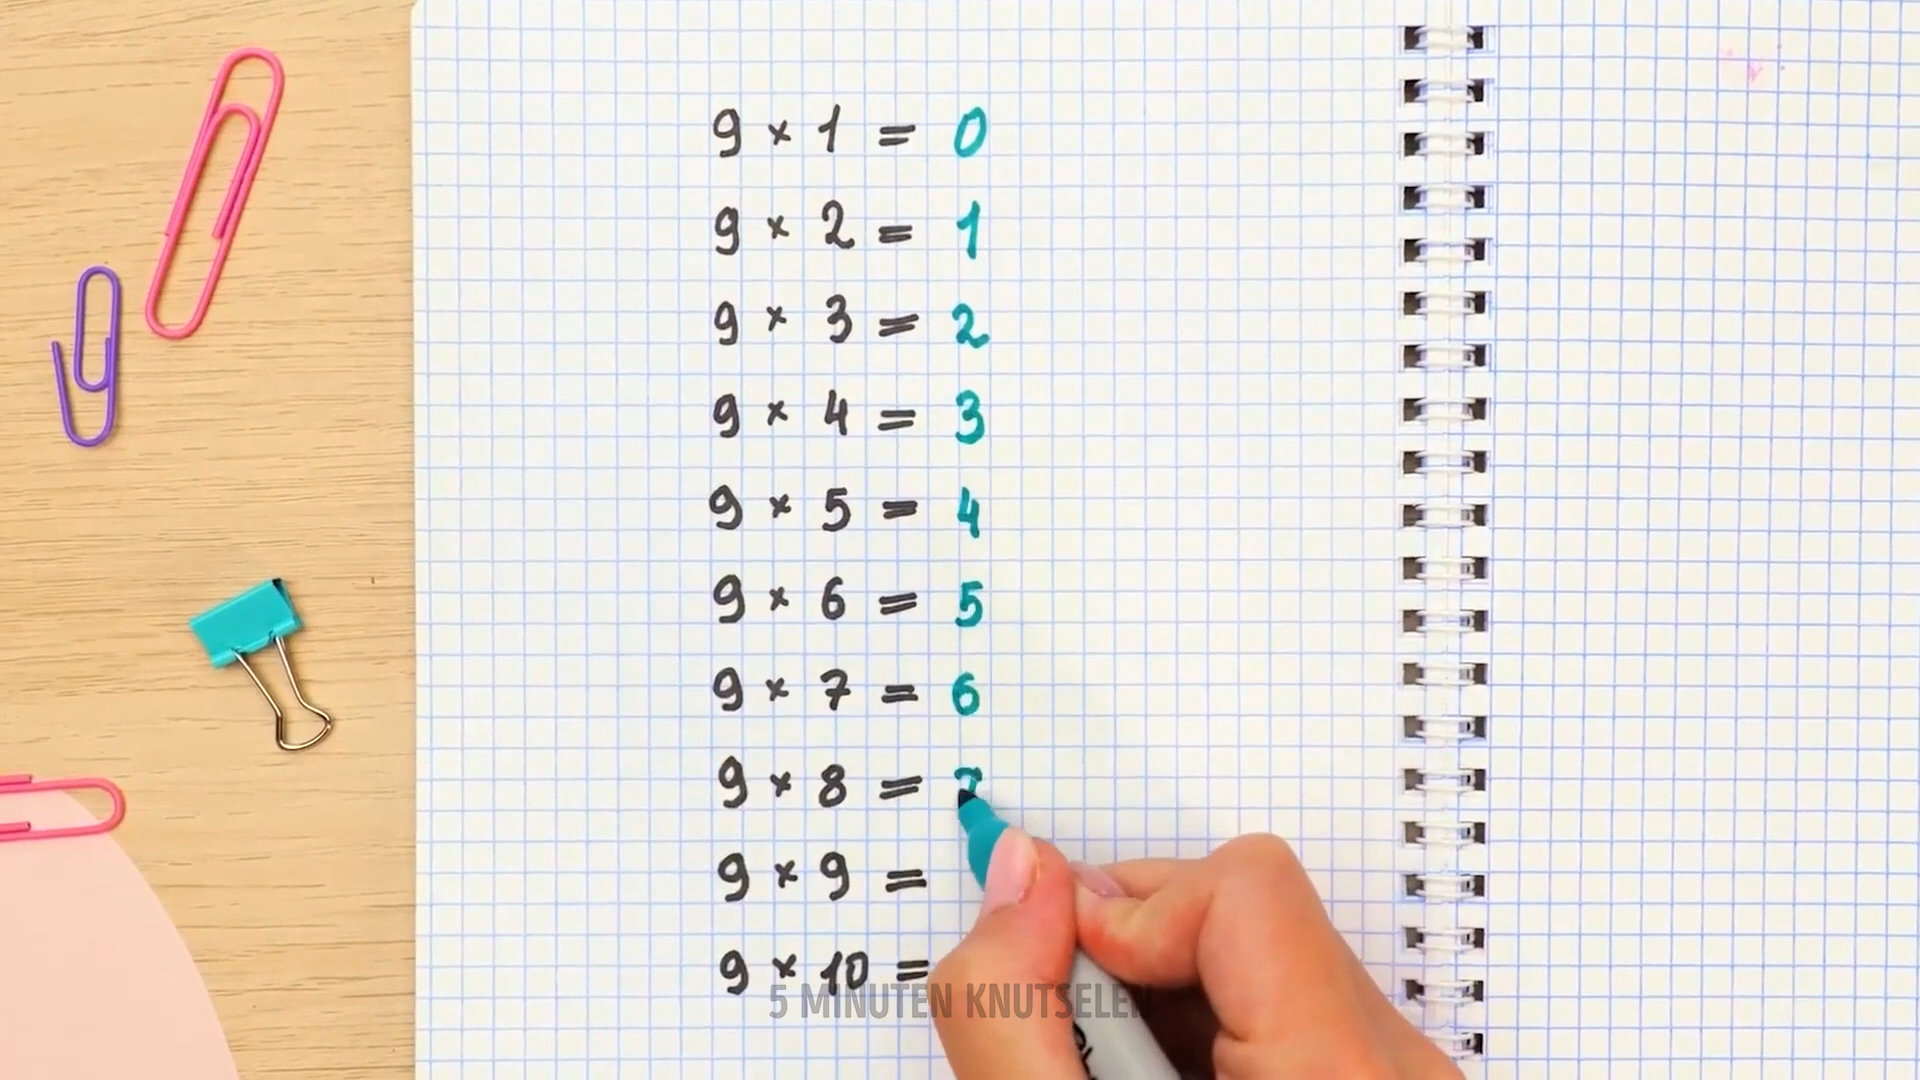 9 × 1 = 0
9 × 2 = 1
9 × 3 = 2
9 × 4 = 3
9 × 5 = 4
9 × 6 = 5
9 × 7 = 6
9 × 8 = 7
9 × 9 =
9 × 10 =
5 MINUTEN KNUTSELEN